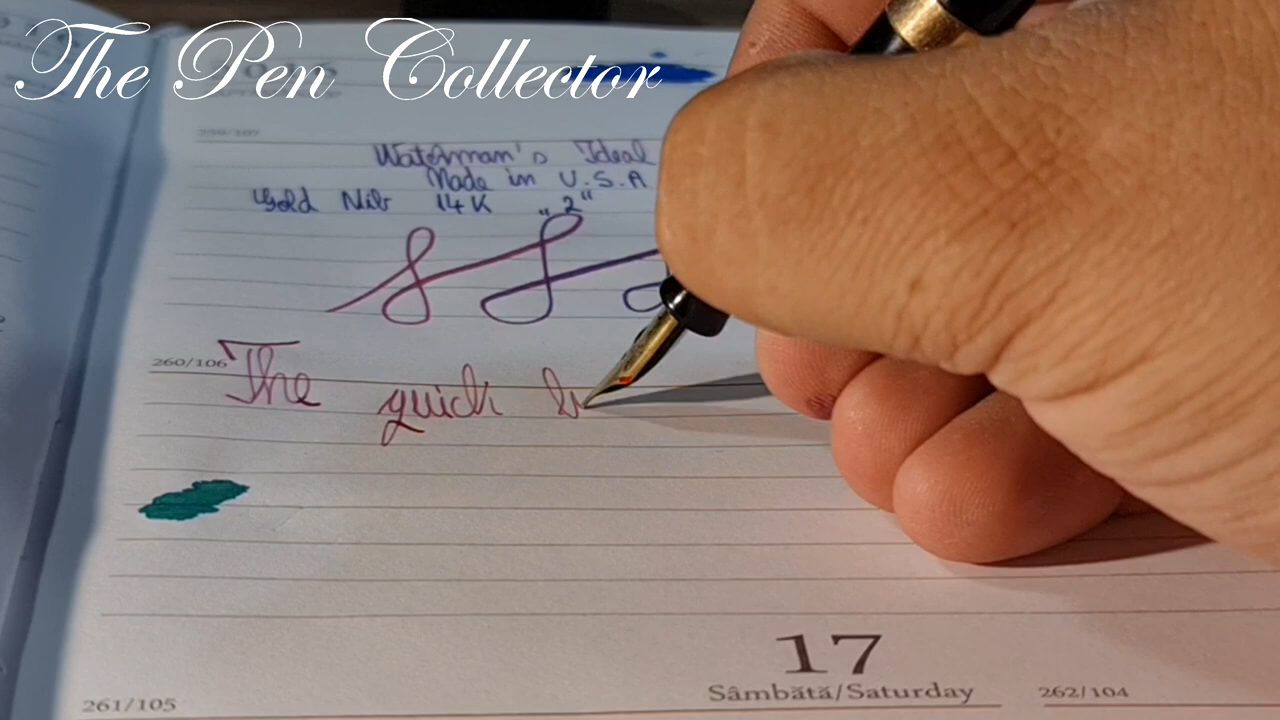 The Pen Collector
259/107
Waterman's Ideal
Made in U.S.A
Gold Nib 14K „2“
260/106
The quick b
17
Sâmbătă/Saturday
261/105
262/104